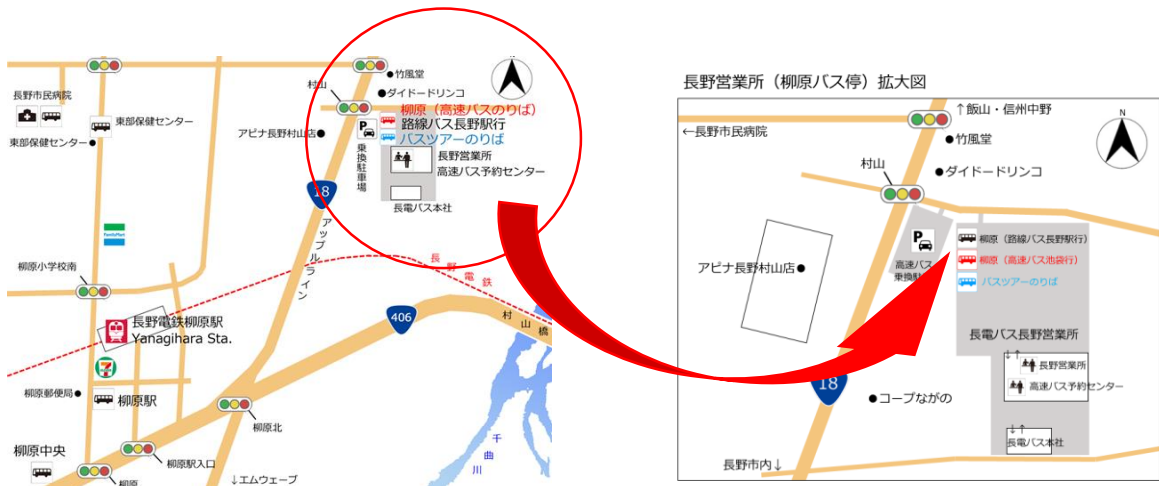 竹風堂
長野市民病院
村山
ダイドードリンコ
柳原（高速バスのりば）
東部保健センター
東部保健センター
アピナ長野村山店
P
路線バス長野駅行
バスツアーのりば
乗換駐車場
長野営業所
高速バス予約センター
18
長電バス本社
アップルライン
FamilyMart
柳原小学校南
長野電鉄
406
村山橋
長野電鉄柳原駅
Yanagihara Sta.
柳原郵便局
柳原駅
柳原北
千曲川
柳原中央
柳原駅入口
柳原
↓エムウェーブ
長野営業所（柳原バス停）拡大図
↑飯山・信州中野
N
←長野市民病院
竹風堂
ダイドードリンコ
村山
P
柳原（路線バス長野駅行）
高速バス
乗換駐
柳原（高速バス池袋行）
アピナ長野村山店
バスツアーのりば
長電バス長野営業所
↓↑
長野営業所
高速バス予約センター
18
コープながの
↓↑
長電バス本社
長野市内↓